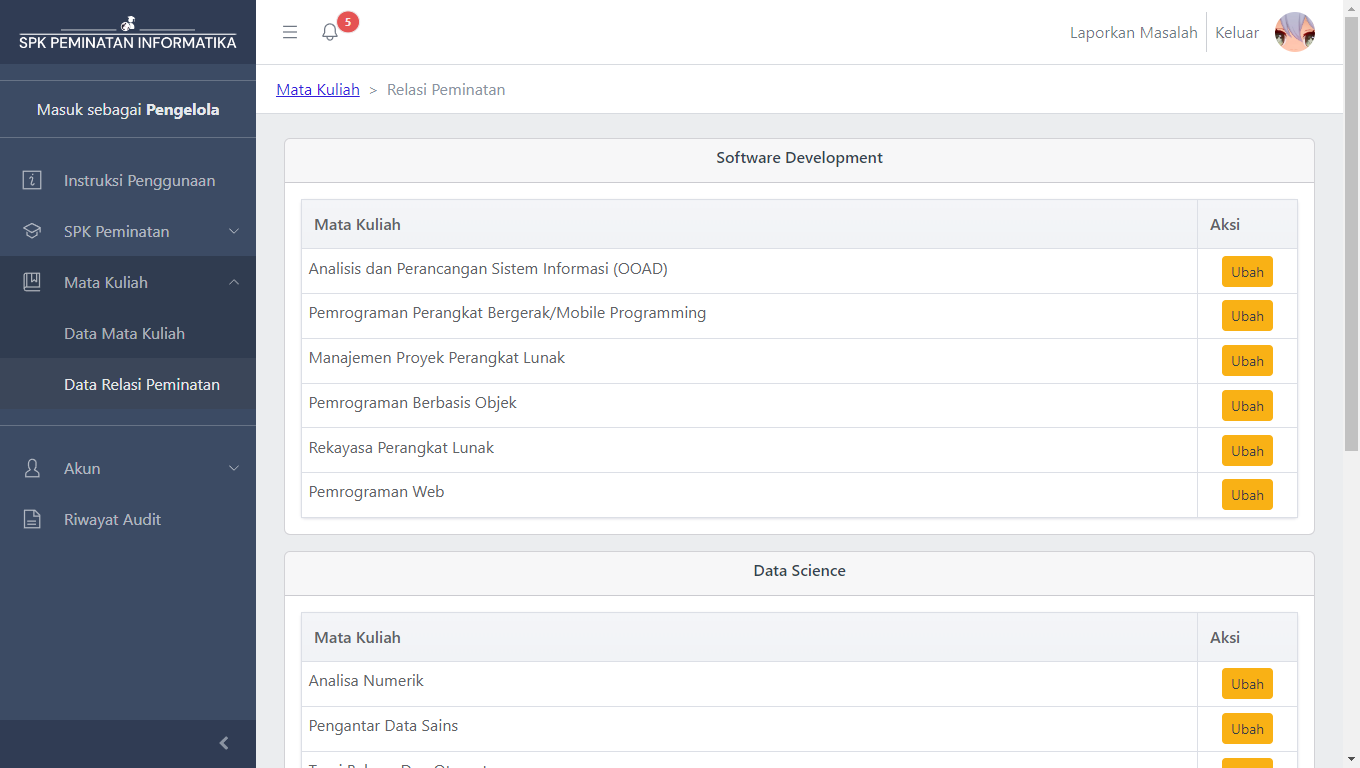 SPK PEMINATAN INFORMATIKA
5
Laporkan Masalah
Keluar
Masuk sebagai Pengelola
Mata Kuliah > Relasi Peminatan
Instruksi Penggunaan
SPK Peminatan
Mata Kuliah
Data Mata Kuliah
Data Relasi Peminatan
Akun
Riwayat Audit
Software Development
Mata Kuliah Aksi
Analisis dan Perancangan Sistem Informasi (OOAD) Ubah
Pemrograman Perangkat Bergerak/Mobile Programming Ubah
Manajemen Proyek Perangkat Lunak Ubah
Pemrograman Berbasis Objek Ubah
Rekayasa Perangkat Lunak Ubah
Pemrograman Web Ubah
Data Science
Mata Kuliah Aksi
Analisa Numerik Ubah
Pengantar Data Sains Ubah